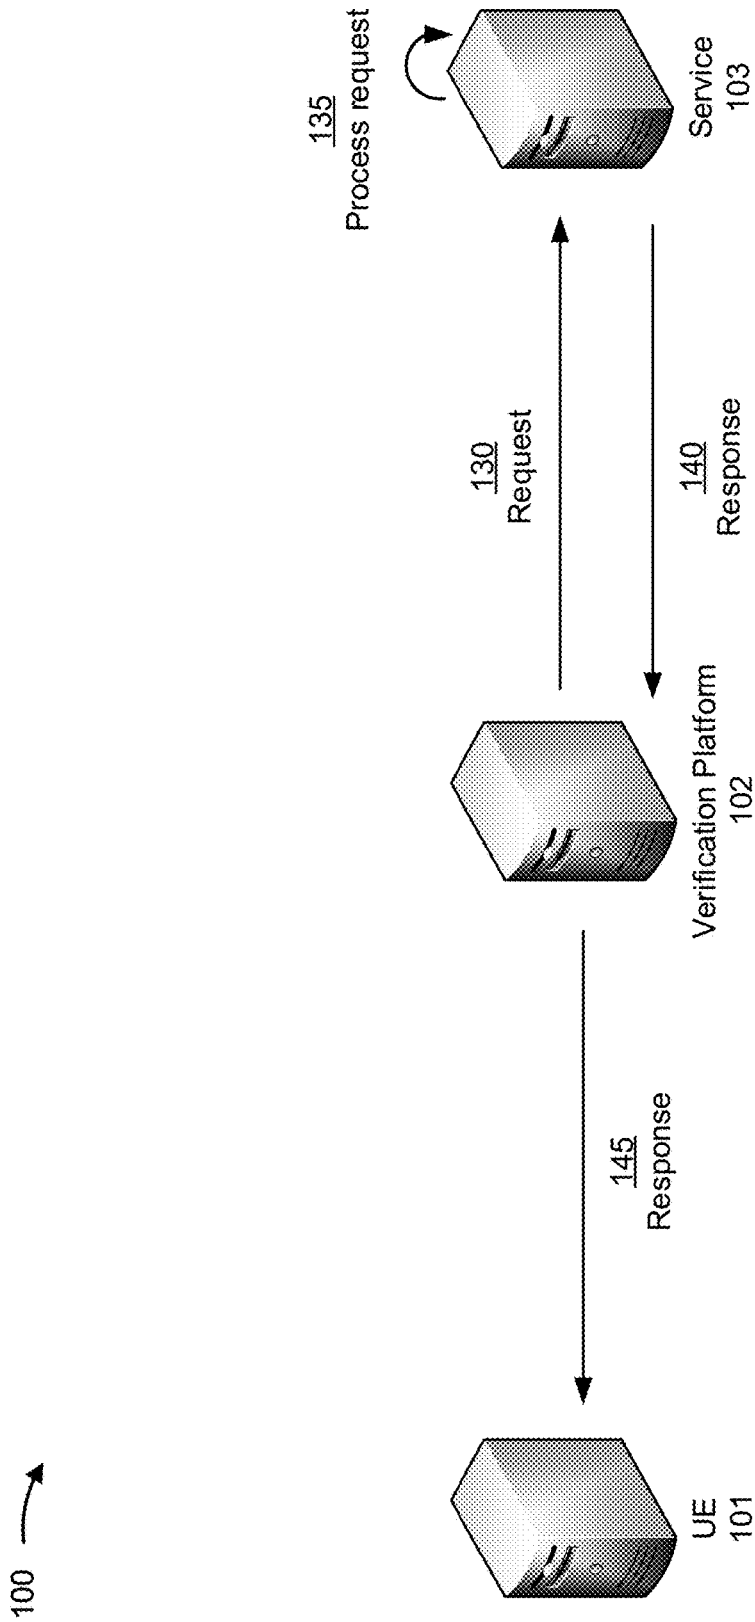 100
135
Process request
130
Request
140
Response
145
Response
UE
101
Verification Platform
102
Service
103